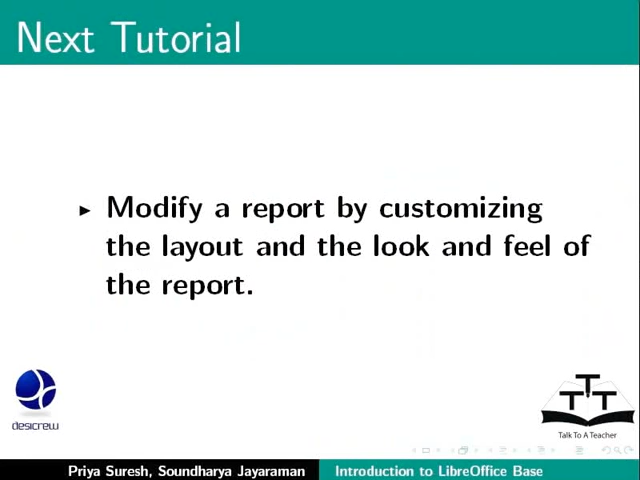 Next Tutorial
Modify a report by customizing
the layout and the look and feel of
the report.
desicrew
TTT
Talk To A Teacher
Priya Suresh, Soundharya Jayaraman
Introduction to LibreOffice Base